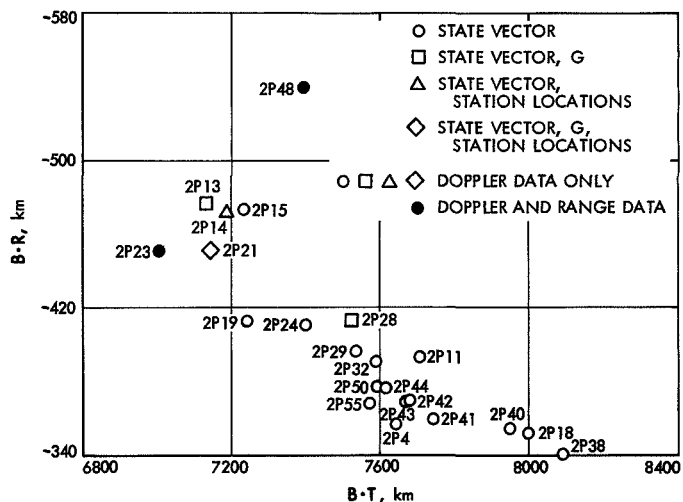 -580
STATE VECTOR
STATE VECTOR, G
STATE VECTOR,
STATION LOCATIONS
STATE VECTOR, G,
STATION LOCATIONS
DOPPLER DATA ONLY
DOPPLER AND RANGE DATA
2P48
-500
2P13
2P15
2P14
2P23
2P21
B·R, km
-420
2P19
2P24
2P28
2P29
2P11
2P32
2P50
2P44
2P55
2P42
2P43
2P41
2P4
2P40
2P18
2P38
-340
6800
7200
7600
8000
8400
B·T, km